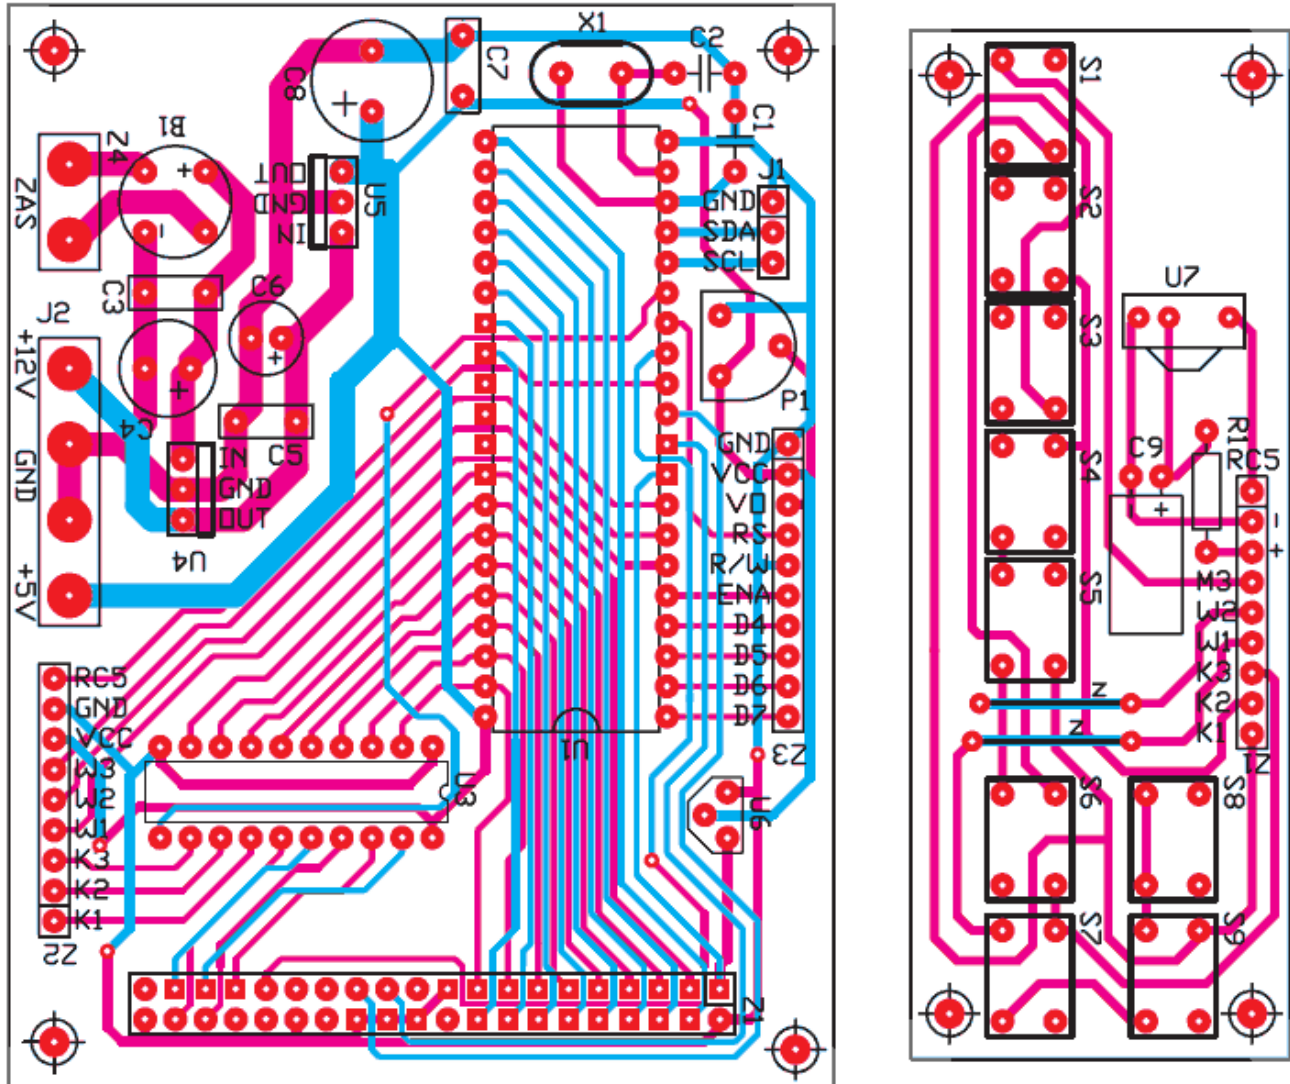 X1
C2
C7
C8
+
C1
B1
+
-
Z4
ZAS
OUT
GND
IN
U5
J1
GND
SDA
SCL
C3
C6
+
J2
+12V
GND
+5V
C4
+
C5
IN
GND
OUT
U4
P1
GND
VCC
VO
RS
R/W
ENA
D4
D5
D6
D7
Z3
U1
RC5
GND
VCC
W3
W2
W1
K3
K2
K1
Z2
U3
U6
Z1
S1
S2
S3
S4
S5
U7
C9
-
+
R1
RC5
-
+
M3
W2
W1
K3
K2
K1
Z1
Z
Z
S6
S8
S7
S9